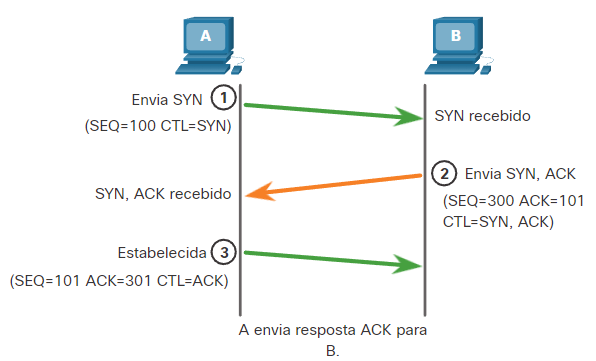 A
B
Envia SYN 1
(SEQ=100 CTL=SYN)
SYN recebido
2 Envia SYN, ACK
(SEQ=300 ACK=101
CTL=SYN, ACK)
SYN, ACK recebido
Estabelecida 3
(SEQ=101 ACK=301 CTL=ACK)
A envia resposta ACK para
B.